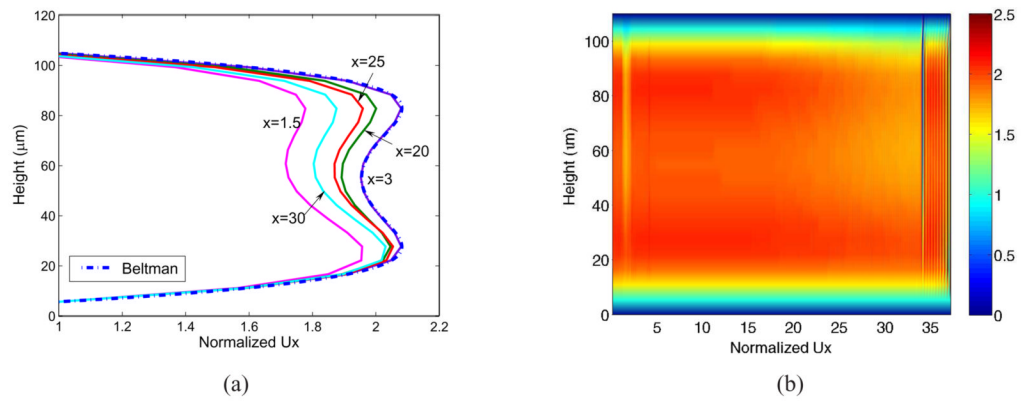 120
100
80
60
40
20
0
Height (μm)
x=25
x=1.5
x=20
x=3
x=30
Beltman
1
1.2
1.4
1.6
1.8
2
2.2
Normalized Ux
(a)
100
80
60
40
20
0
Height (um)
5
10
15
20
25
30
35
Normalized Ux
2.5
2
1.5
1
0.5
0
(b)